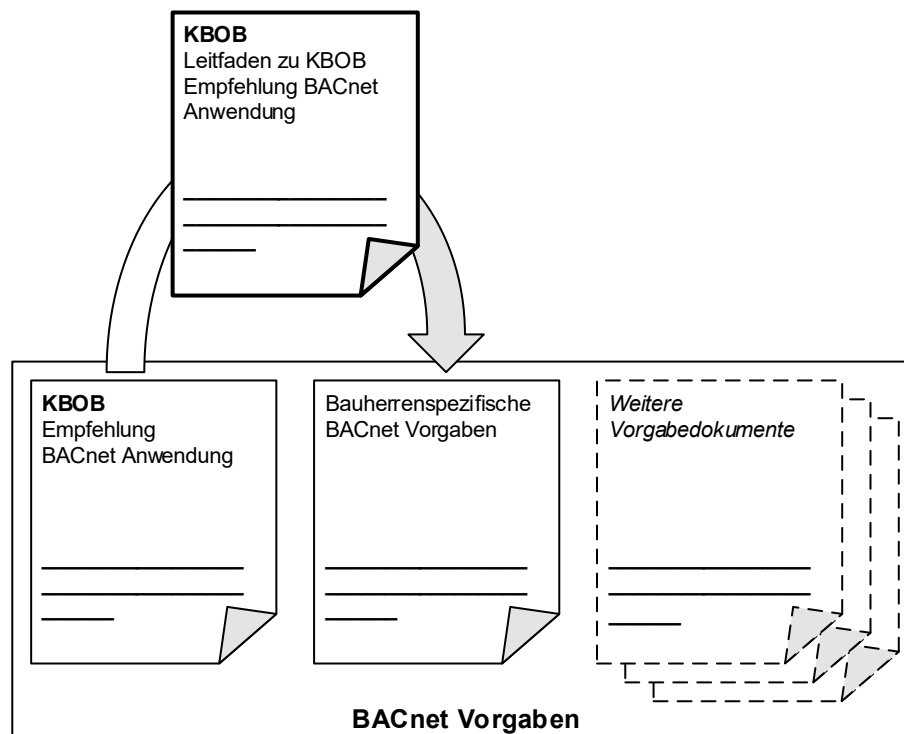 KBOB
Leitfaden zu KBOB
Empfehlung BACnet
Anwendung
KBOB
Empfehlung
BACnet Anwendung
Bauherrenspezifische
BACnet Vorgaben
Weitere
Vorgabedokumente
BACnet Vorgaben